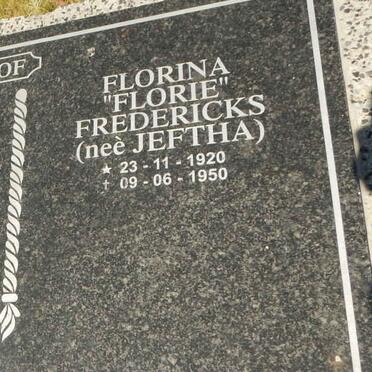 OF
FLORINA
"FLORIE"
FREDERICKS
(neè JEFTHA)
★ 23 - 11 - 1920
† 09 - 06 - 1950